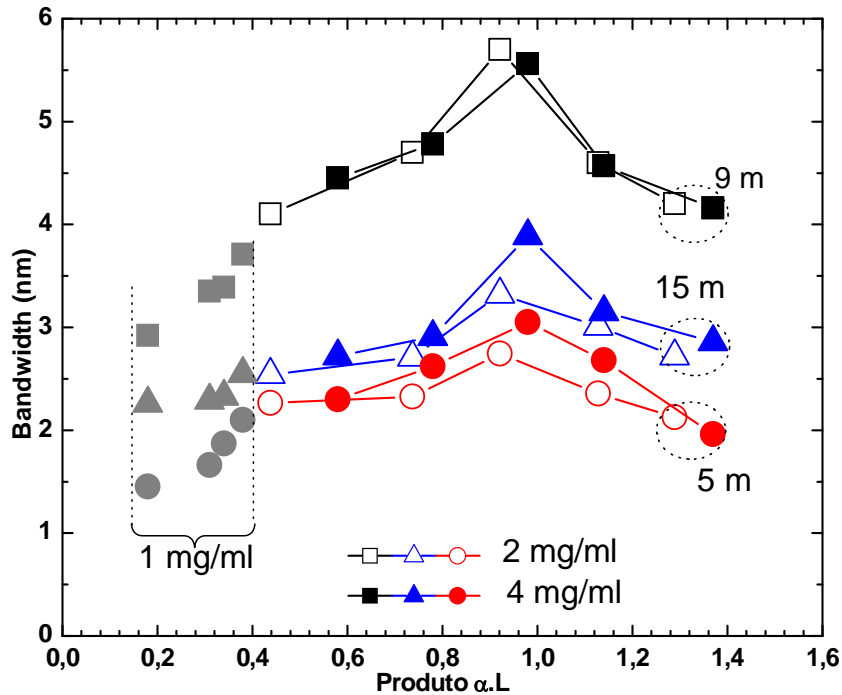 6
5
4
3
2
1
0
Bandwidth (nm)
9 m
15 m
5 m
1 mg/ml
2 mg/ml
4 mg/ml
0,0 0,2 0,4 0,6 0,8 1,0 1,2 1,4 1,6
Produto α.L